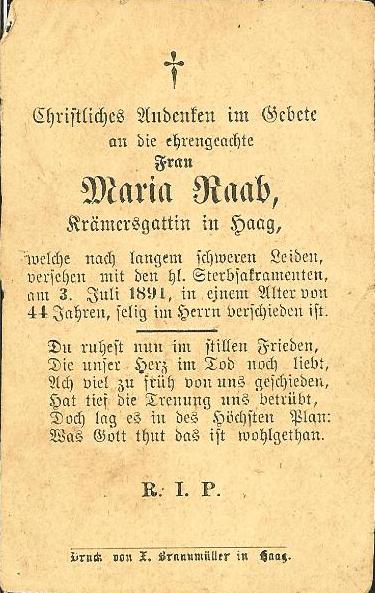 Christliches Andenken im Gebete
an die ehrengeachte
Frau
Maria Raab,
Krämersgattin in Haag,
welche nach langem schweren Leiden,
versehen mit den hl. Sterbsakramenten,
am 3. Juli 1891, in einem Alter von
44 Jahren, selig im Herrn verschieden ist.
Du ruhest nun im stillen Frieden,
Die unser Herz im Tod noch liebt,
Ach viel zu früh von uns geschieden,
Hat tief die Trenung uns betrübt,
Doch lag es in des Höchsten Plan:
Was Gott thut das ist wohlgethan.
R. I. P.
Druck von X. Braunmüller in Haag.